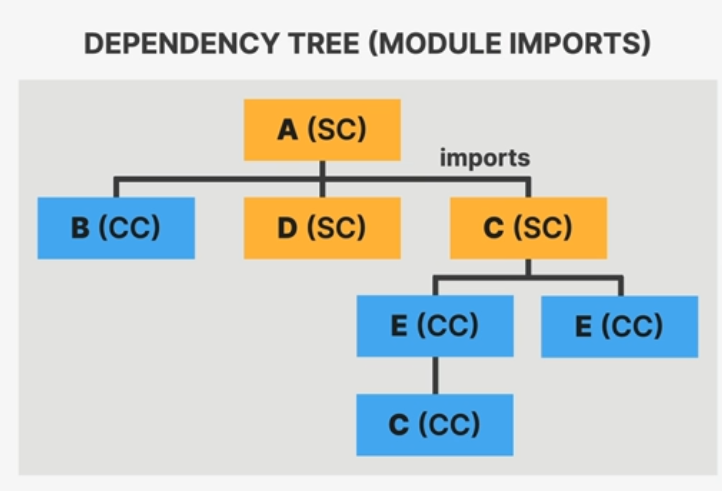 DEPENDENCY TREE (MODULE IMPORTS)
A (SC)
imports
B (CC)
D (SC)
C (SC)
E (CC)
E (CC)
C (CC)